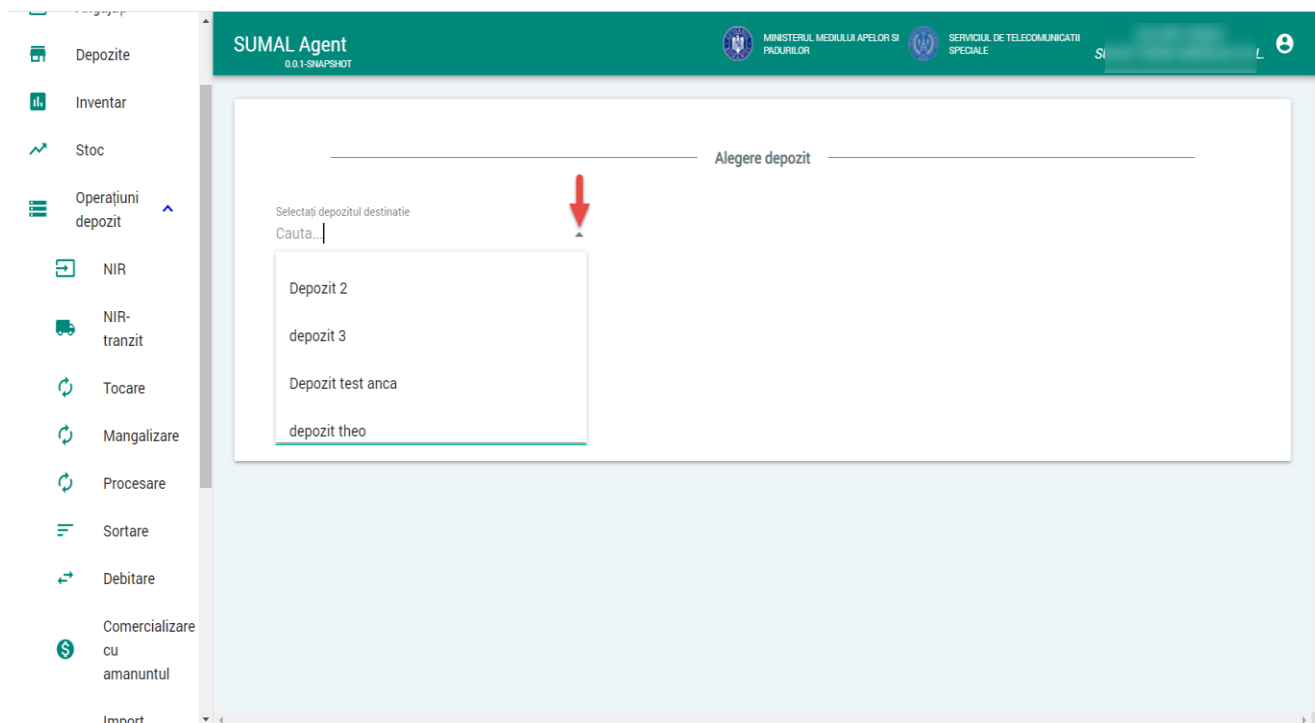 Depozite
Inventar
Stoc
Operațiuni
depozit
NIR
NIR-
tranzit
Tocare
Mangalizare
Procesare
Sortare
Debitare
Comercializare
cu
amanuntul
Import
SUMAL Agent
0.0.1-SNAPSHOT
MINISTERUL MEDIULUI APELOR SI
PADURILOR
SERVICIUL DE TELECOMUNICATII
SPECIALE
Alegere depozit
Selectați depozitul destinatie
Cauta...
Depozit 2
depozit 3
Depozit test anca
depozit theo